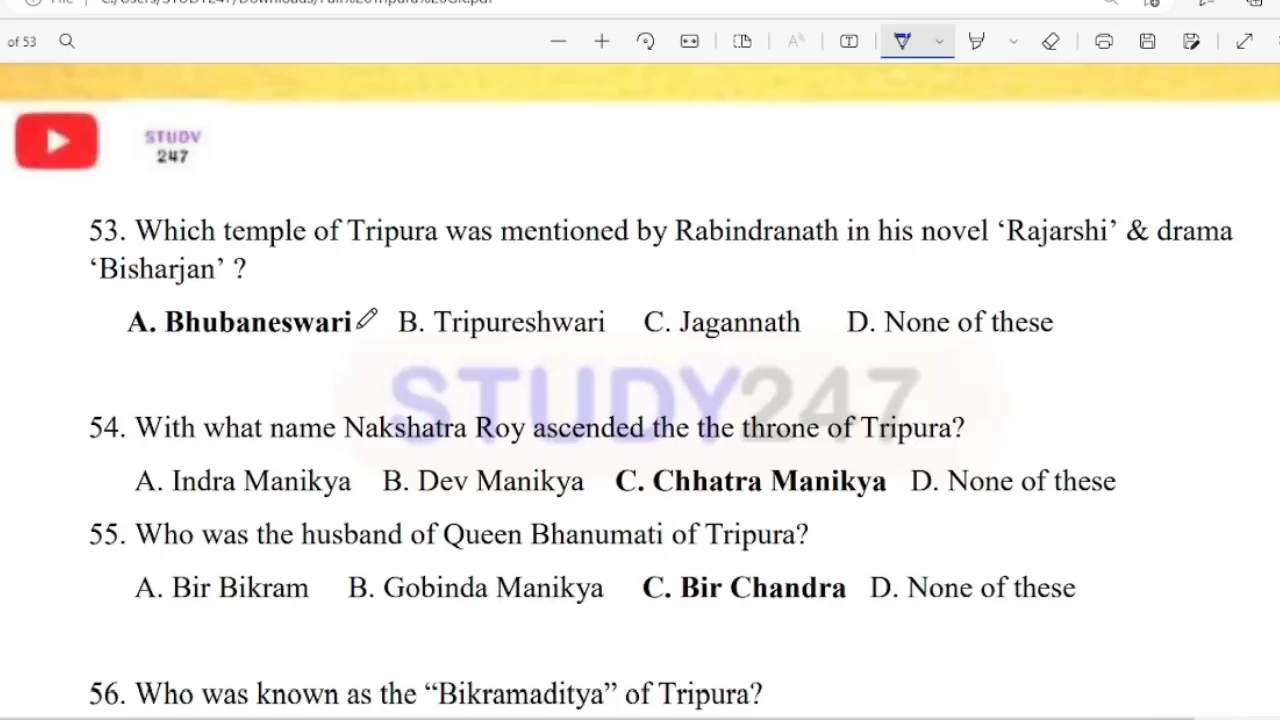 of 53
STUDY
247
53. Which temple of Tripura was mentioned by Rabindranath in his novel ‘Rajarshi’ & drama
‘Bisharjan’ ?
A. Bhubaneswari B. Tripureshwari C. Jagannath D. None of these
STUDY247
54. With what name Nakshatra Roy ascended the the throne of Tripura?
A. Indra Manikya B. Dev Manikya C. Chhatra Manikya D. None of these
55. Who was the husband of Queen Bhanumati of Tripura?
A. Bir Bikram B. Gobinda Manikya C. Bir Chandra D. None of these
56. Who was known as the “Bikramaditya” of Tripura?